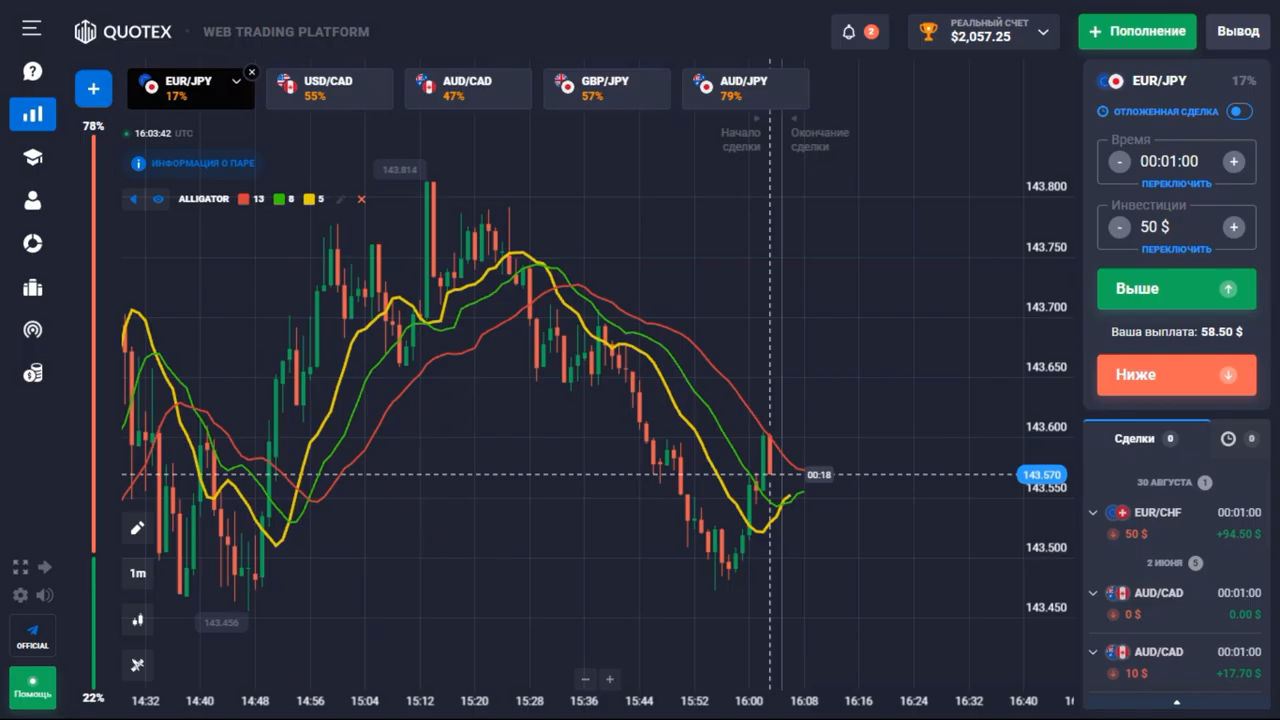 QUOTEX
WEB TRADING PLATFORM
2
РЕАЛЬНЫЙ СЧЕТ
$2,057.25
+ Пополнение
Вывод
+
EUR/JPY
17%
USD/CAD
55%
AUD/CAD
47%
GBP/JPY
57%
AUD/JPY
79%
78%
16:03:42 UTC
Начало
сделки
Окончание
сделки
ИНФОРМАЦИЯ О ПАРЕ
ALLIGATOR 13 8 5
143.814
143.456
00:18
143.800
143.750
143.700
143.650
143.600
143.570
143.550
143.500
143.450
1m
22%
14:32 14:40 14:48 14:56 15:04 15:12 15:20 15:28 15:36 15:44 15:52 16:00 16:08 16:16 16:24 16:32 16:40
OFFICIAL
Помощь
EUR/JPY 17%
ОТЛОЖЕННАЯ СДЕЛКА
Время
- 00:01:00 +
ПЕРЕКЛЮЧИТЬ
Инвестиции
- 50 $ +
ПЕРЕКЛЮЧИТЬ
Выше
Ваша выплата: 58.50 $
Ниже
Сделки 0 0
30 АВГУСТА 1
EUR/CHF 00:01:00
50 $ +94.50 $
2 ИЮНЯ 5
AUD/CAD 00:01:00
0 $ 0.00 $
AUD/CAD 00:01:00
10 $ +17.70 $